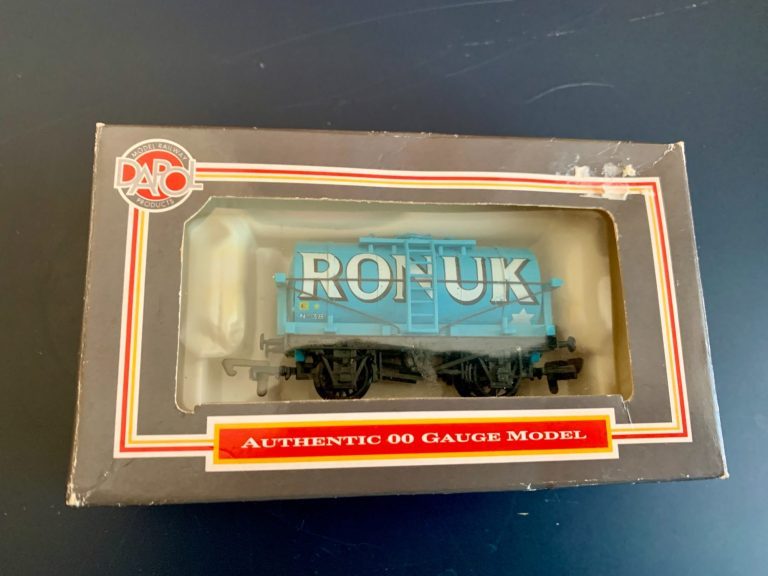 MODEL RAILWAY
DAPOL
PRODUCTS
RONUK
AUTHENTIC 00 GAUGE MODEL